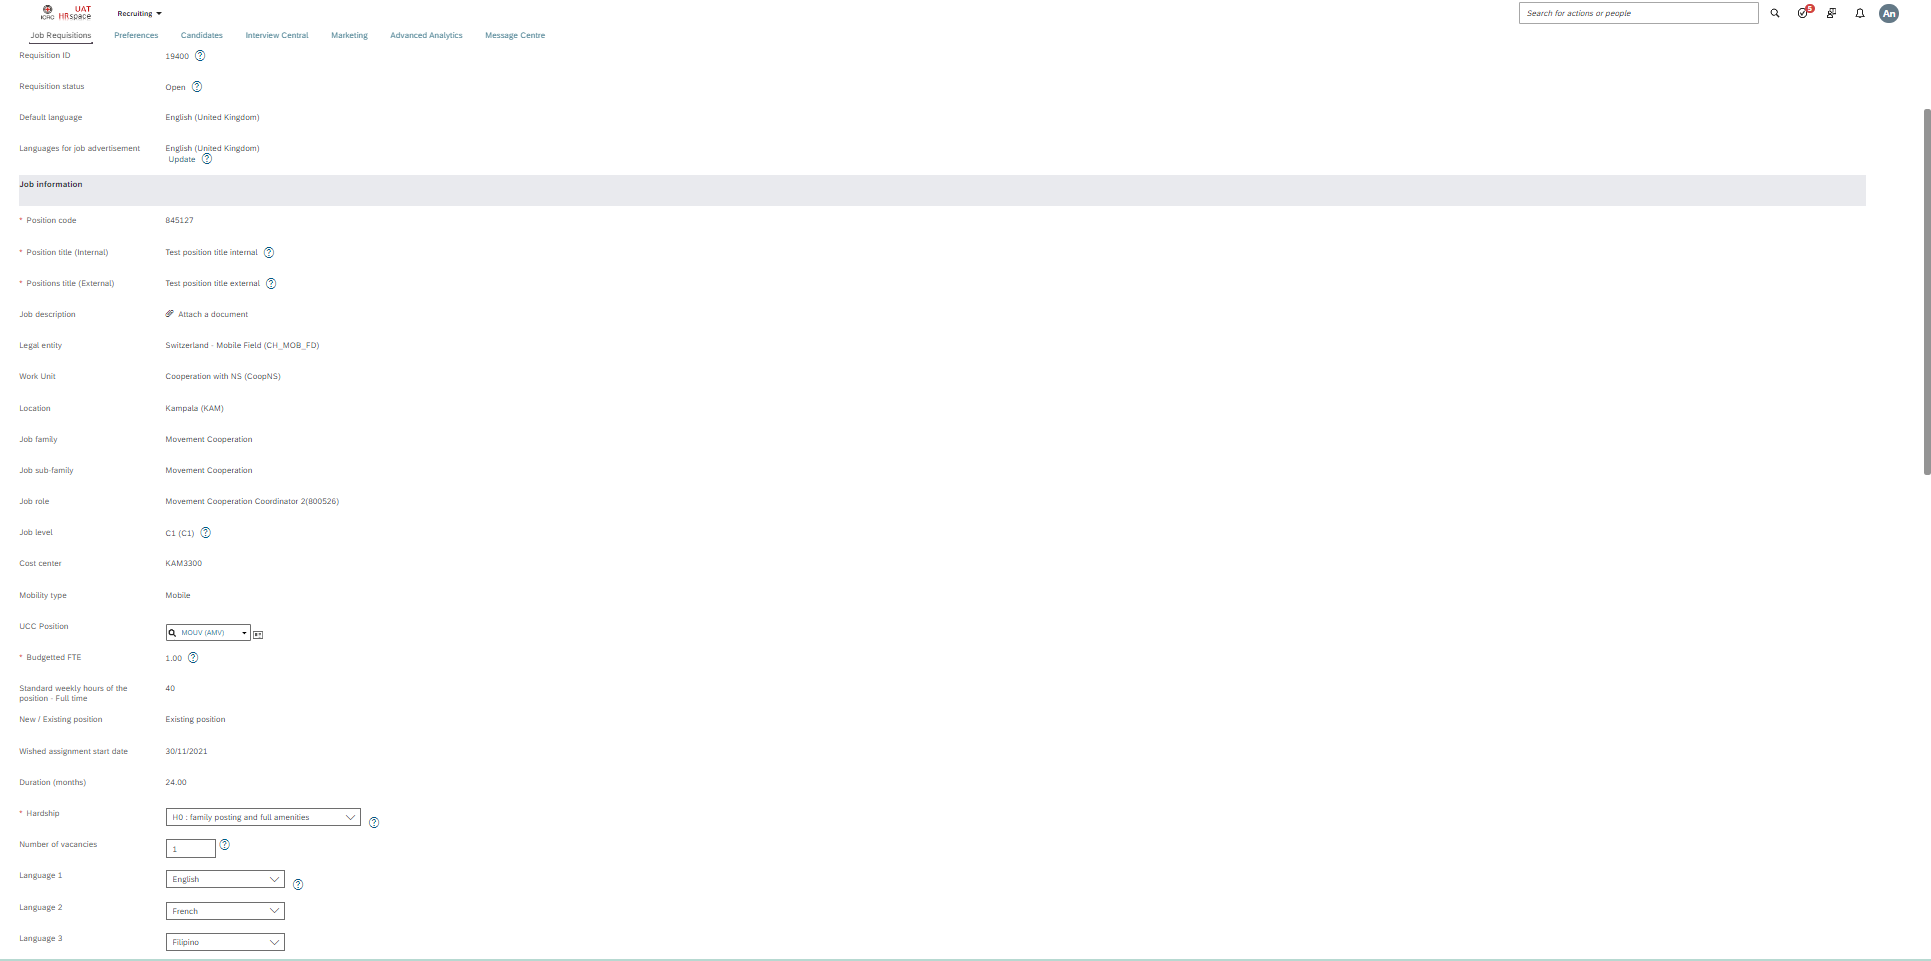 ICRC
UAT
HRspace
Recruiting
Search for actions or people
5
An
Job Requisitions Preferences Candidates Interview Central Marketing Advanced Analytics Message Centre
Requisition ID 19400 ?
Requisition status Open ?
Default language English (United Kingdom)
Languages for job advertisement English (United Kingdom)
Update ?
Job information
* Position code 845127
* Position title (Internal) Test position title internal ?
* Positions title (External) Test position title external ?
Job description Attach a document
Legal entity Switzerland - Mobile Field (CH_MOB_FD)
Work Unit Cooperation with NS (CoopNS)
Location Kampala (KAM)
Job family Movement Cooperation
Job sub-family Movement Cooperation
Job role Movement Cooperation Coordinator 2(800526)
Job level C1 (C1) ?
Cost center KAM3300
Mobility type Mobile
UCC Position MOUV (AMV)
* Budgetted FTE 1.00 ?
Standard weekly hours of the 40
position - Full time
New / Existing position Existing position
Wished assignment start date 30/11/2021
Duration (months) 24.00
* Hardship H0 : family posting and full amenities ?
Number of vacancies 1 ?
Language 1 English ?
Language 2 French
Language 3 Filipino